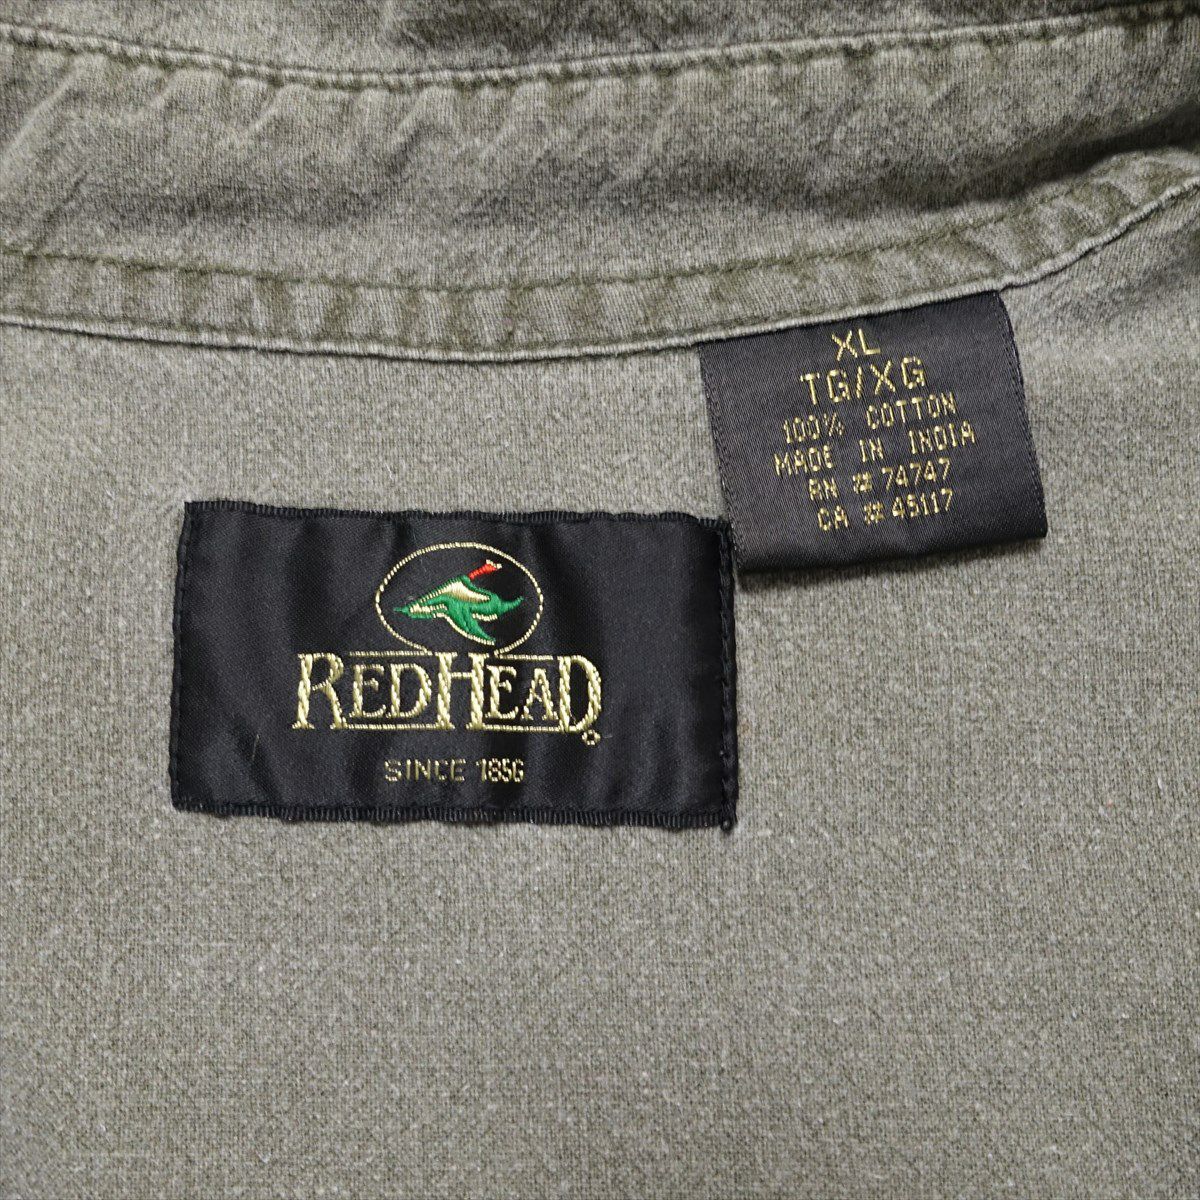 XL
TG/XG
100% COTTON
MADE IN INDIA
RN # 74747
CA # 45117
REDHEAD
SINCE 1856